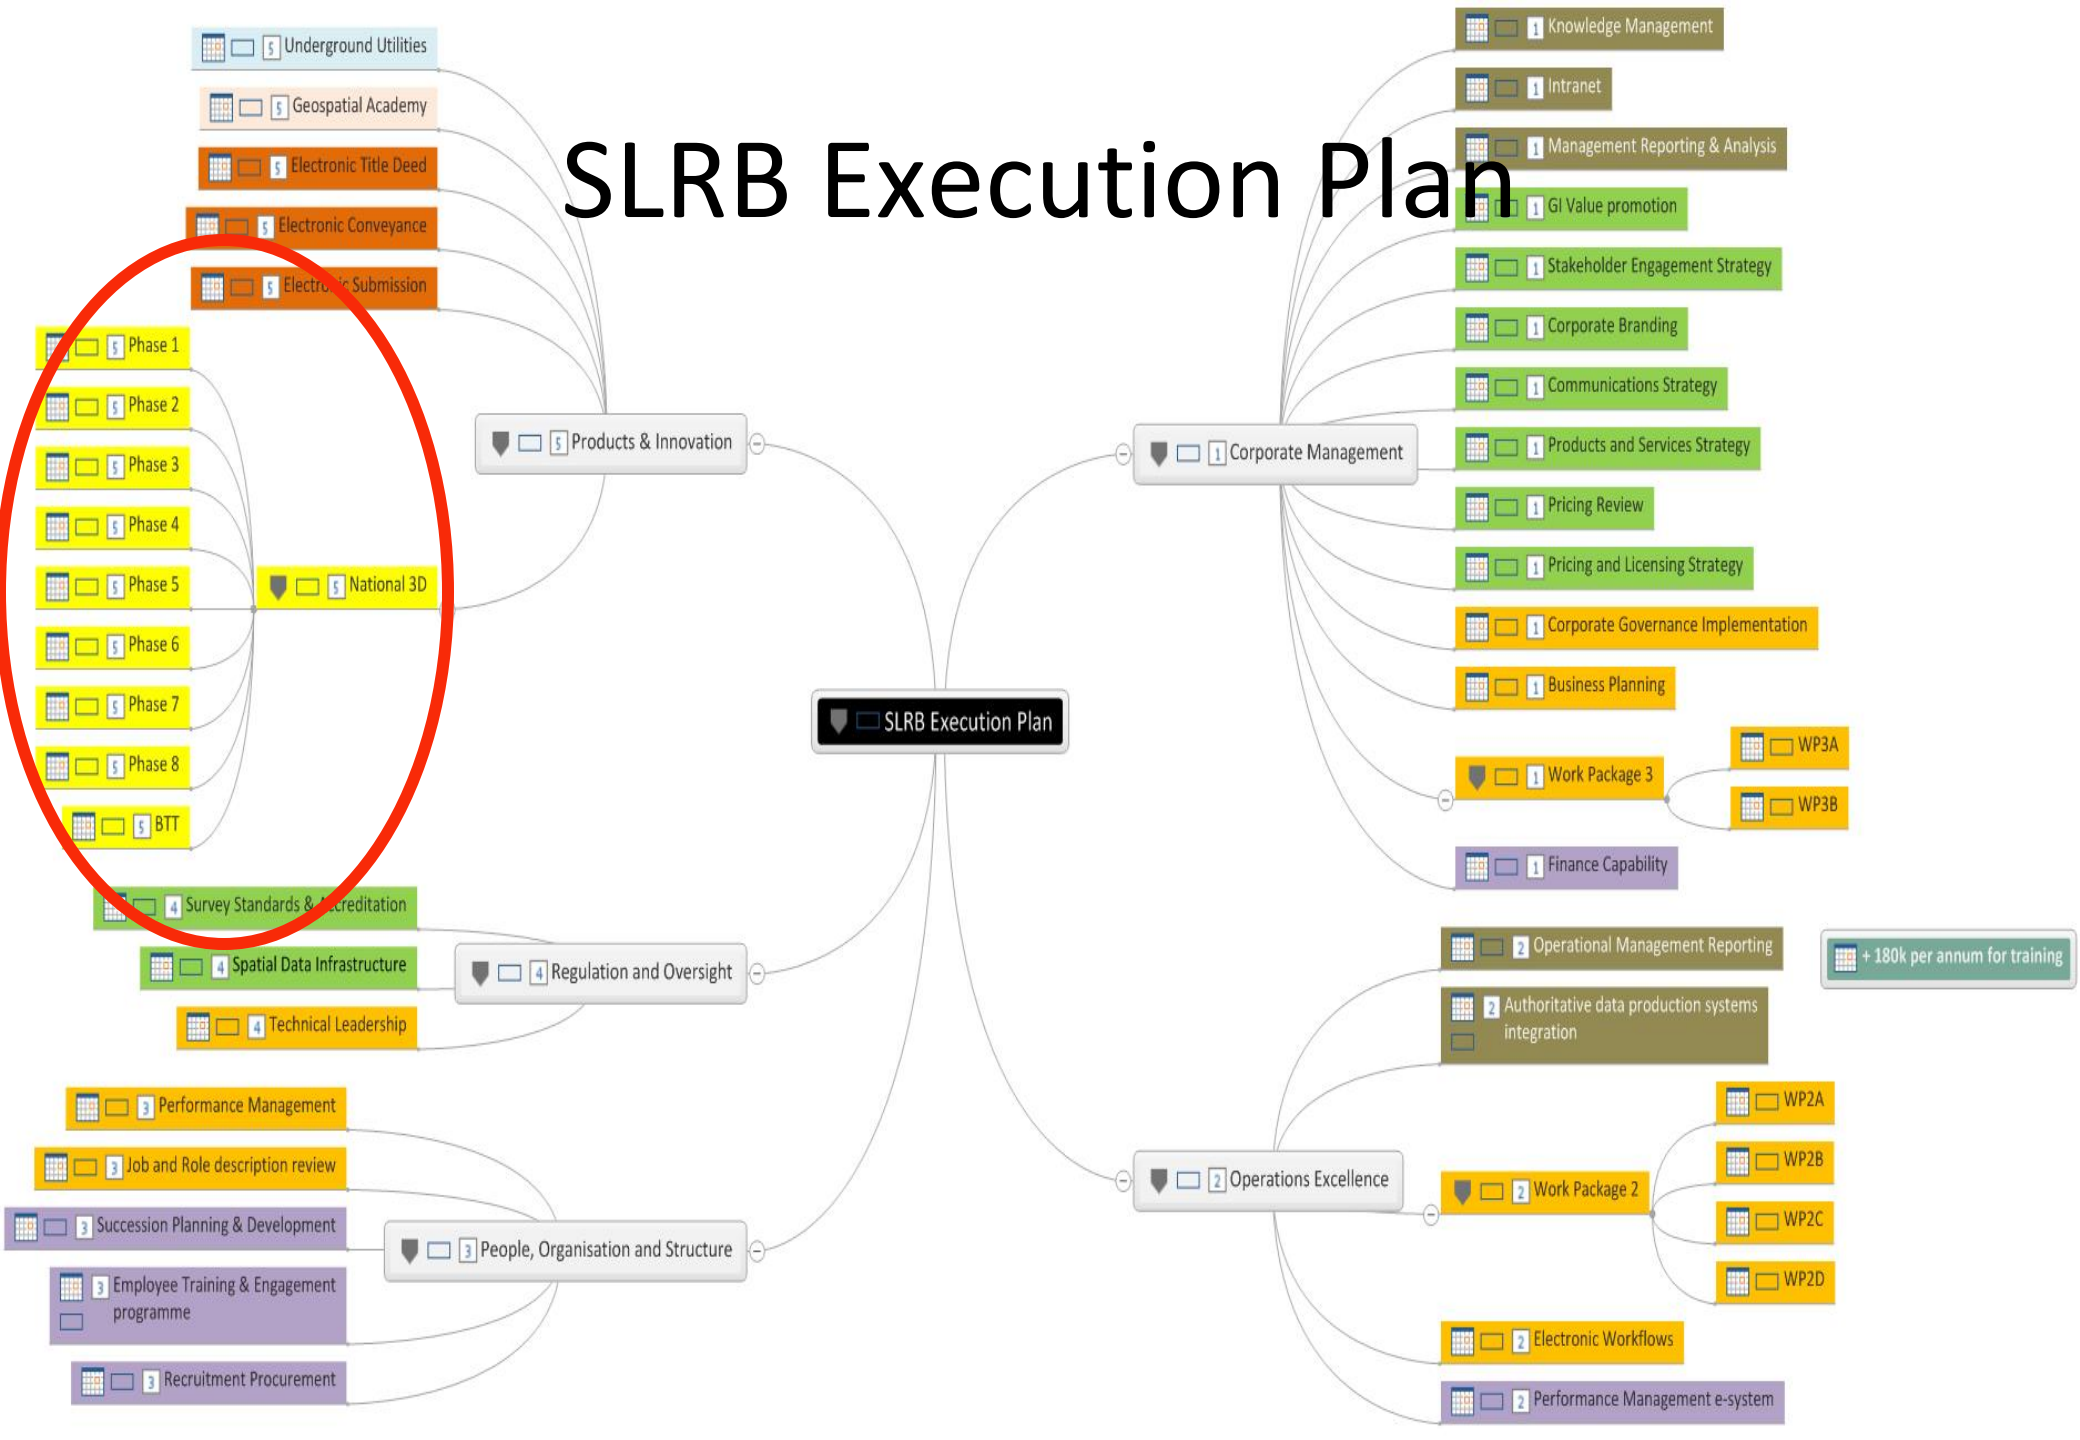 SLRB Execution Plan
5 Underground Utilities
5 Geospatial Academy
5 Electronic Title Deed
5 Electronic Conveyance
5 Electronic Submission
5 Phase 1
5 Phase 2
5 Phase 3
5 Phase 4
5 Phase 5
5 Phase 6
5 Phase 7
5 Phase 8
5 BTT
5 National 3D
5 Products & Innovation
4 Survey Standards & Accreditation
4 Spatial Data Infrastructure
4 Technical Leadership
4 Regulation and Oversight
3 Performance Management
3 Job and Role description review
3 Succession Planning & Development
3 Employee Training & Engagement
programme
3 Recruitment Procurement
3 People, Organisation and Structure
SLRB Execution Plan
1 Corporate Management
1 Knowledge Management
1 Intranet
1 Management Reporting & Analysis
1 GI Value promotion
1 Stakeholder Engagement Strategy
1 Corporate Branding
1 Communications Strategy
1 Products and Services Strategy
1 Pricing Review
1 Pricing and Licensing Strategy
1 Corporate Governance Implementation
1 Business Planning
1 Work Package 3
WP3A
WP3B
1 Finance Capability
2 Operations Excellence
2 Operational Management Reporting
+ 180k per annum for training
2 Authoritative data production systems
integration
2 Work Package 2
WP2A
WP2B
WP2C
WP2D
2 Electronic Workflows
2 Performance Management e-system